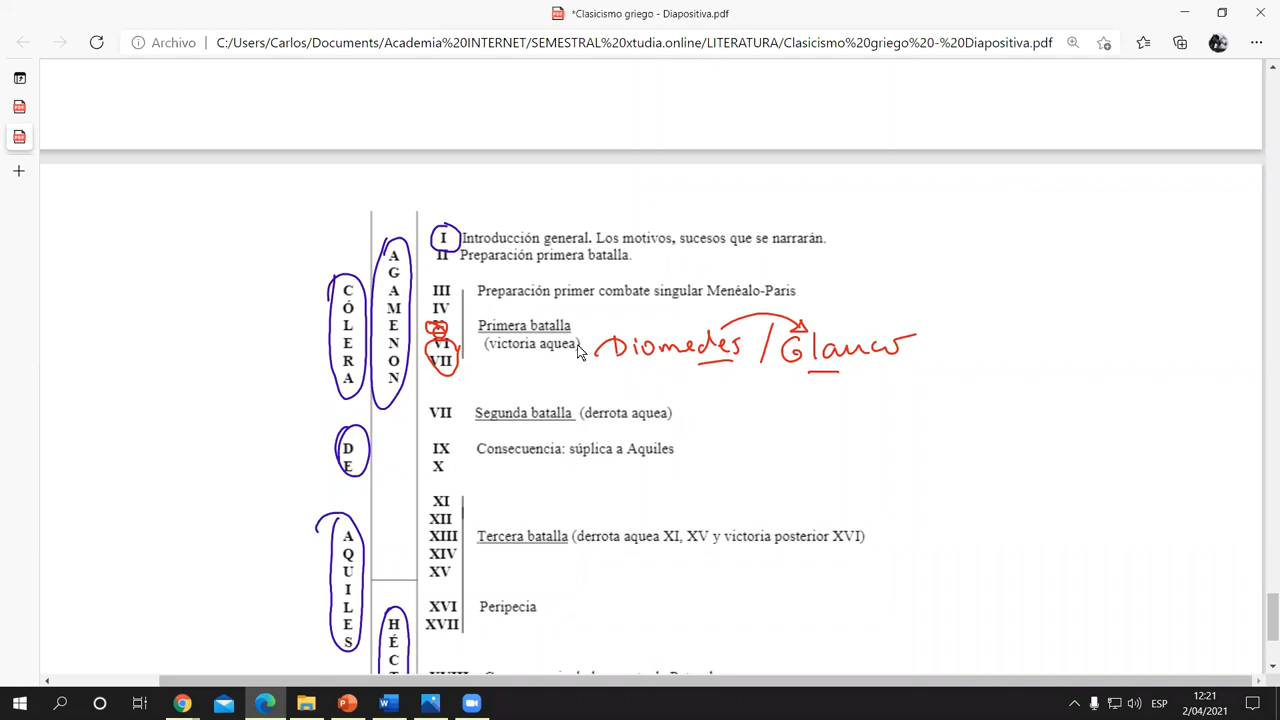 *Clasicismo griego - Diapositiva.pdf
Archivo
C:/Users/Carlos/Documents/Academia%20INTERNET/SEMESTRAL%20xtudia.online/LITERATURA/Clasicismo%20griego%20-%20Diapositiva.pdf
CÓLERA
DE
AQUILES
AGAMENON
HÉCT
I Introducción general. Los motivos, sucesos que se narrarán.
II Preparación primera batalla.
III Preparación primer combate singular Menéalo-Paris
IV
Primera batalla
VI (victoria aquea)
VII
Diomedes / Glauco
VII Segunda batalla (derrota aquea)
IX Consecuencia: súplica a Aquiles
X
XI
XII
XIII Tercera batalla (derrota aquea XI, XV y victoria posterior XVI)
XIV
XV
XVI Peripecia
XVII
ESP
12:21
2/04/2021